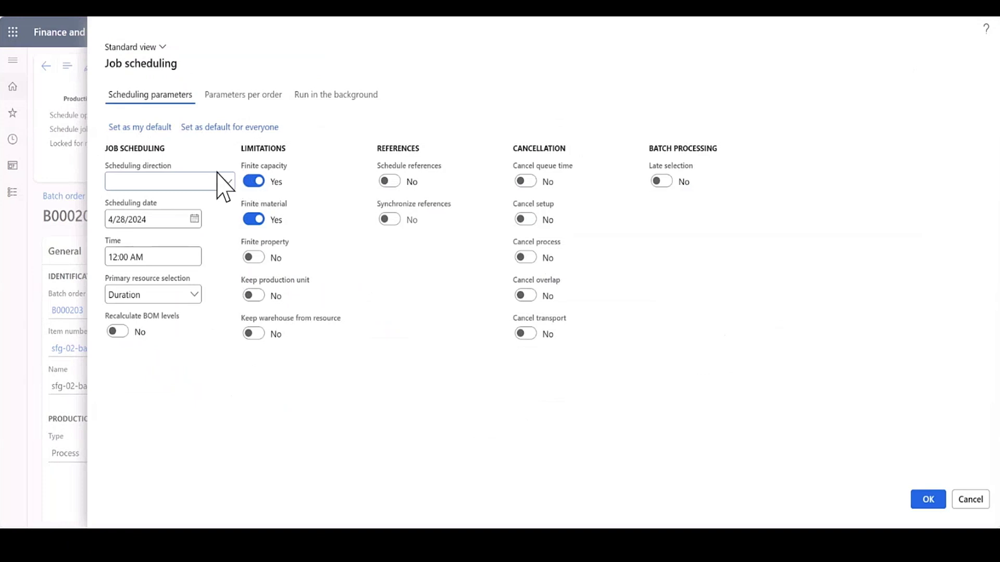 Finance and
?
Standard view
Job scheduling
Scheduling parameters Parameters per order Run in the background
Set as my default Set as default for everyone
JOB SCHEDULING
Scheduling direction
Scheduling date
4/28/2024
Time
12:00 AM
Primary resource selection
Duration
Recalculate BOM levels
No
LIMITATIONS
Finite capacity
Yes
Finite material
Yes
Finite property
No
Keep production unit
No
Keep warehouse from resource
No
REFERENCES
Schedule references
No
Synchronize references
No
CANCELLATION
Cancel queue time
No
Cancel setup
No
Cancel process
No
Cancel overlap
No
Cancel transport
No
BATCH PROCESSING
Late selection
No
OK Cancel
Producti
Schedule op
Schedule jol
Locked for r
Batch order
B00020
General
IDENTIFICA
Batch order
B000203
Item numbe
sfg-02-ba
Name
sfg-02-ba
PRODUCTIO
Type
Process